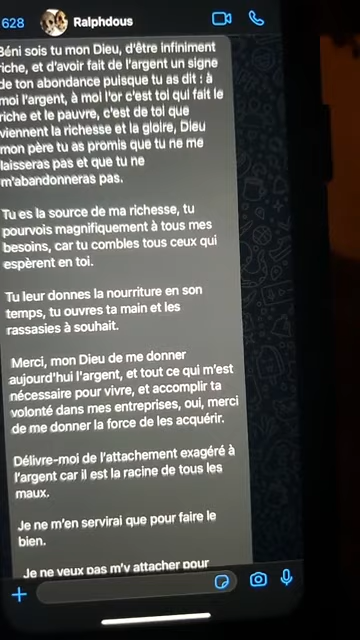 628
Ralphdous
Béni sois tu mon Dieu, d'être infiniment
riche, et d'avoir fait de l'argent un signe
de ton abondance puisque tu as dit : à
moi l'argent, à moi l'or c'est toi qui fait le
riche et le pauvre, c'est de toi que
viennent la richesse et la gloire, Dieu
mon père tu as promis que tu ne me
laisseras pas et que tu ne
m'abandonneras pas.
Tu es la source de ma richesse, tu
pourvois magnifiquement à tous mes
besoins, car tu combles tous ceux qui
espèrent en toi.
Tu leur donnes la nourriture en son
temps, tu ouvres ta main et les
rassasies à souhait.
Merci, mon Dieu de me donner
aujourd'hui l'argent, et tout ce qui m'est
nécessaire pour vivre, et accomplir ta
volonté dans mes entreprises, oui, merci
de me donner la force de les acquérir.
Délivre-moi de l'attachement exagéré à
l'argent car il est la racine de tous les
maux.
Je ne m'en servirai que pour faire le
bien.
Je ne veux pas m'y attacher pour